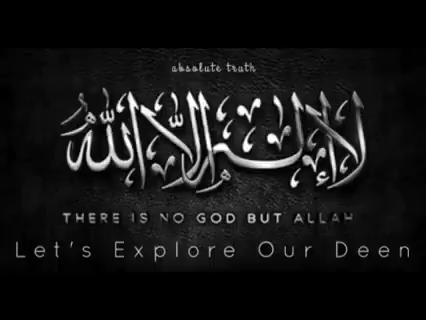 absolute truth
لا إله إلا الله
THERE IS NO GOD BUT ALLAH
Let's Explore Our Deen